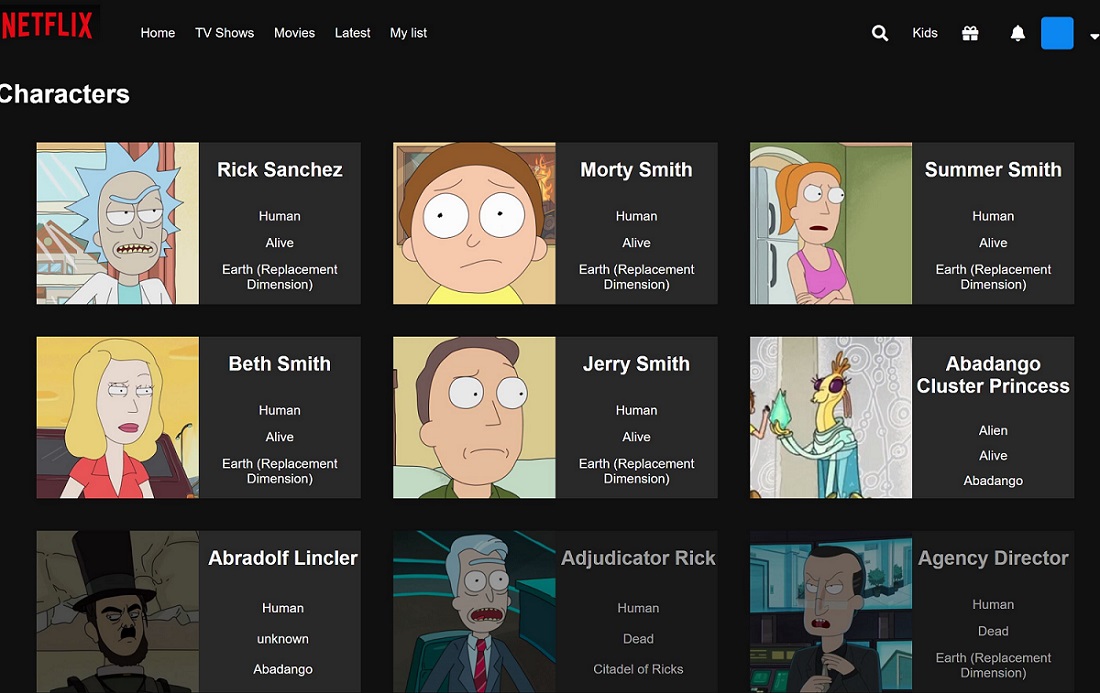 NETFLIX
Home TV Shows Movies Latest My list
Kids
Characters
Rick Sanchez
Human
Alive
Earth (Replacement
Dimension)
Morty Smith
Human
Alive
Earth (Replacement
Dimension)
Summer Smith
Human
Alive
Earth (Replacement
Dimension)
Beth Smith
Human
Alive
Earth (Replacement
Dimension)
Jerry Smith
Human
Alive
Earth (Replacement
Dimension)
Abadango
Cluster Princess
Alien
Alive
Abadango
Abradolf Lincler
Human
unknown
Abadango
Adjudicator Rick
Human
Dead
Citadel of Ricks
Agency Director
Human
Dead
Earth (Replacement
Dimension)